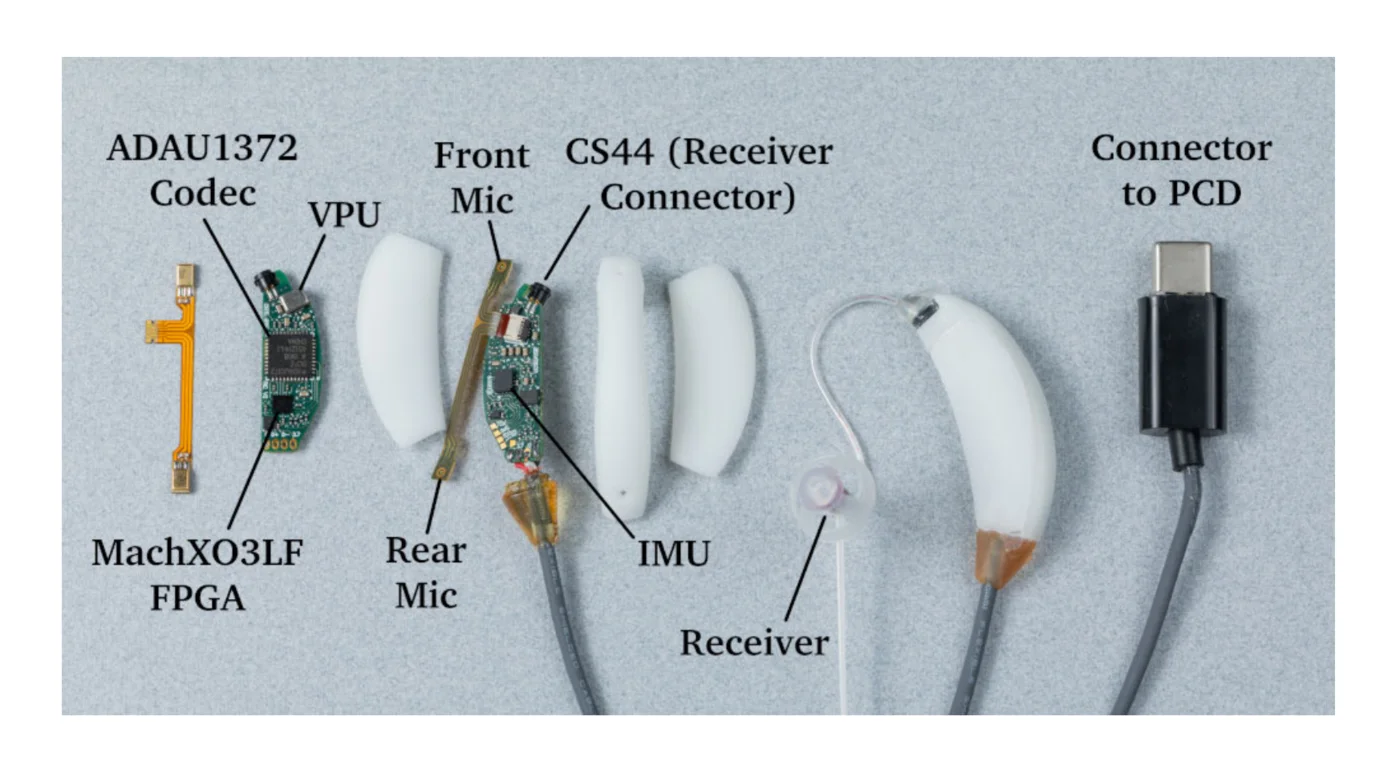 ADAU1372
Codec
VPU
Front
Mic
CS44 (Receiver
Connector)
Connector
to PCD
MachXO3LF
FPGA
Rear
Mic
IMU
Receiver